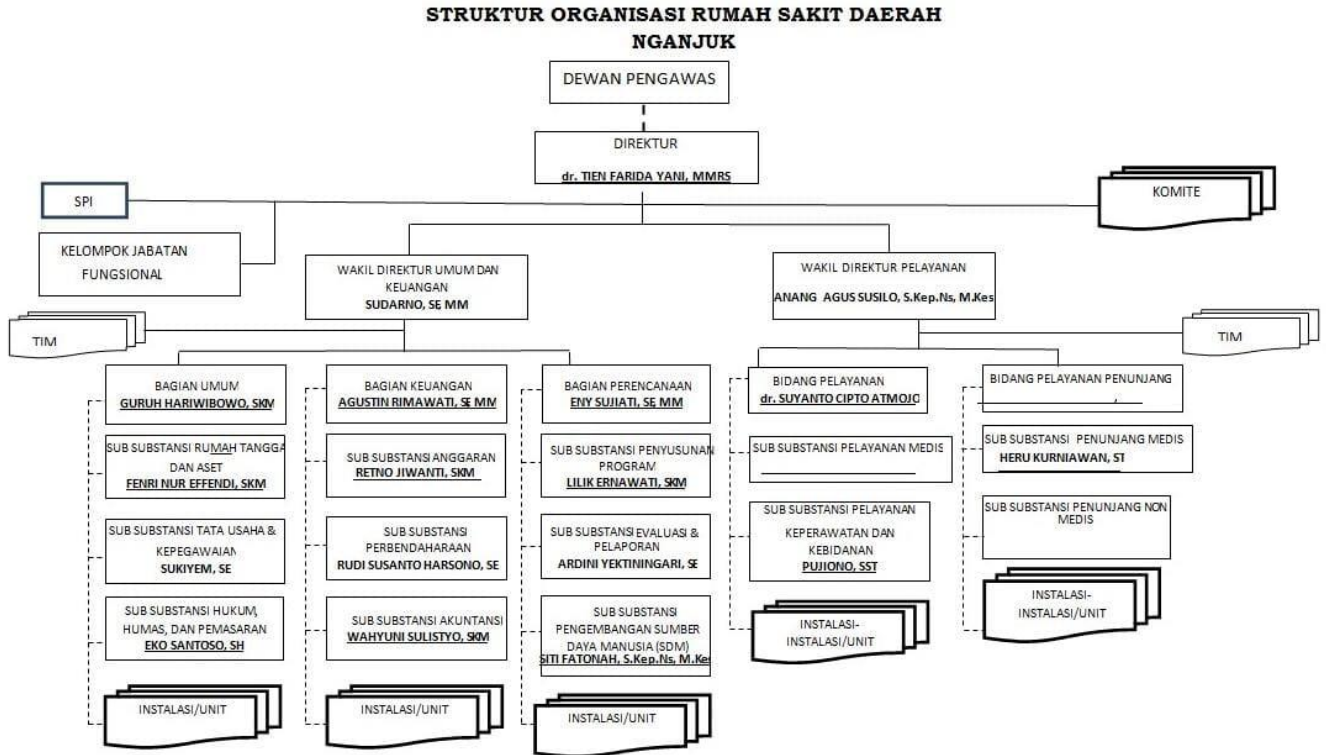 STRUKTUR ORGANISASI RUMAH SAKIT DAERAH
NGANJUK
DEWAN PENGAWAS
DIREKTUR
dr. TIEN FARIDA YANI, MMRS
SPI
KOMITE
KELOMPOK JABATAN
FUNGSIONAL
WAKIL DIREKTUR UMUM DAN
KEUANGAN
SUDARNO, SE, MM
WAKIL DIREKTUR PELAYANAN
ANANG AGUS SUSILO, S.Kep.Ns, M.Kes
TIM
TIM
BAGIAN UMUM
GURUH HARIWIBOWO, SKM
SUB SUBSTANSI RUMAH TANGGA
DAN ASET
FENRI NUR EFFENDI, SKM
SUB SUBSTANSI TATA USAHA &
KEPEGAWAIAN
SUKIYEM, SE
SUB SUBSTANSI HUKUM,
HUMAS, DAN PEMASARAN
EKO SANTOSO, SH
INSTALASI/UNIT
BAGIAN KEUANGAN
AGUSTIN RIMAWATI, SE MM
SUB SUBSTANSI ANGGARAN
RETNO JIWANTI, SKM
SUB SUBSTANSI
PERBENDAHARAAN
RUDI SUSANTO HARSONO, SE
SUB SUBSTANSI AKUNTANSI
WAHYUNI SULISTYO, SKM
INSTALASI/UNIT
BAGIAN PERENCANAAN
ENY SUJIATI, SE, MM
SUB SUBSTANSI PENYUSUNAN
PROGRAM
LILIK ERNAWATI, SKM
SUB SUBSTANSI EVALUASI &
PELAPORAN
ARDINI YEKTININGARI, SE
SUB SUBSTANSI
PENGEMBANGAN SUMBER
DAYA MANUSIA (SDM)
SITI FATONAH, S.Kep.Ns, M.Kes
INSTALASI/UNIT
BIDANG PELAYANAN
dr. SUYANTO CIPTO ATMOJO
SUB SUBSTANSI PELAYANAN MEDIS
SUB SUBSTANSI PELAYANAN
KEPERAWATAN DAN
KEBIDANAN
PUJIONO, SST
INSTALASI-
INSTALASI/UNIT
BIDANG PELAYANAN PENUNJANG
,
SUB SUBSTANSI PENUNJANG MEDIS
HERU KURNIAWAN, ST
SUB SUBSTANSI PENUNJANG NON
MEDIS
INSTALASI-
INSTALASI/UNIT